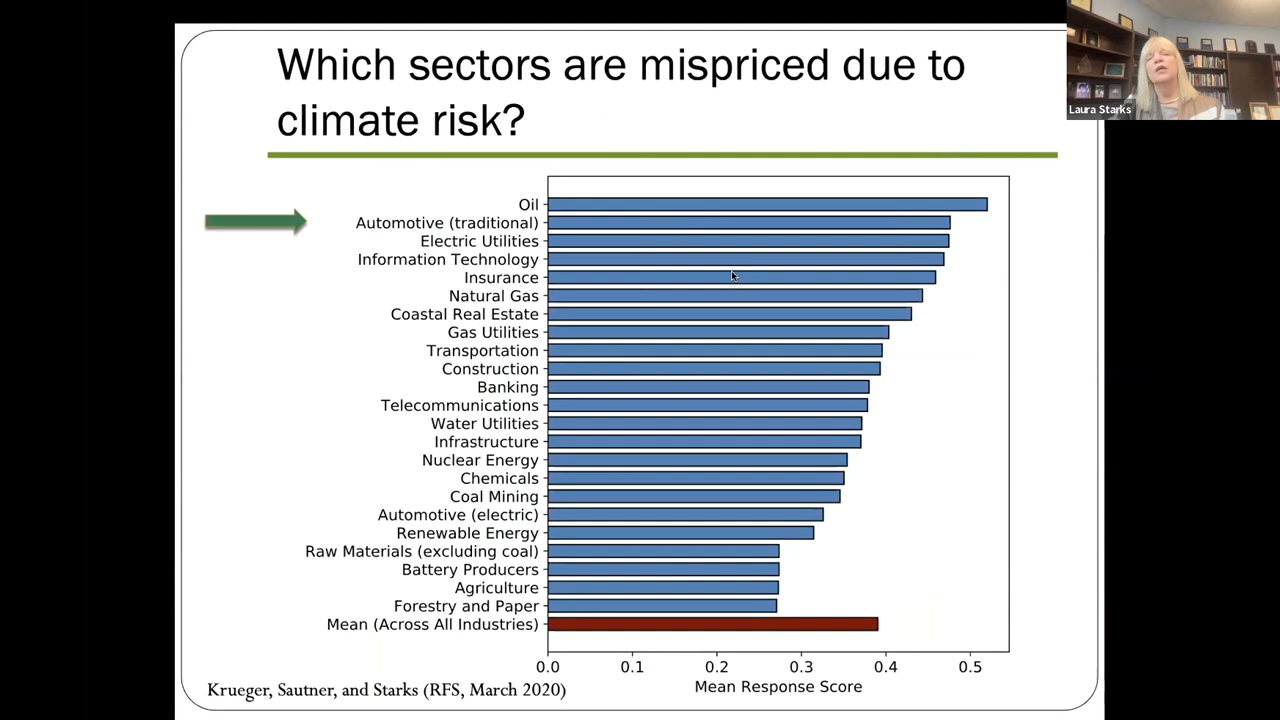 Which sectors are mispriced due to
climate risk?
Laura Starks
Oil
Automotive (traditional)
Electric Utilities
Information Technology
Insurance
Natural Gas
Coastal Real Estate
Gas Utilities
Transportation
Construction
Banking
Telecommunications
Water Utilities
Infrastructure
Nuclear Energy
Chemicals
Coal Mining
Automotive (electric)
Renewable Energy
Raw Materials (excluding coal)
Battery Producers
Agriculture
Forestry and Paper
Mean (Across All Industries)
0.0 0.1 0.2 0.3 0.4 0.5
Mean Response Score
Krueger, Sautner, and Starks (RFS, March 2020)